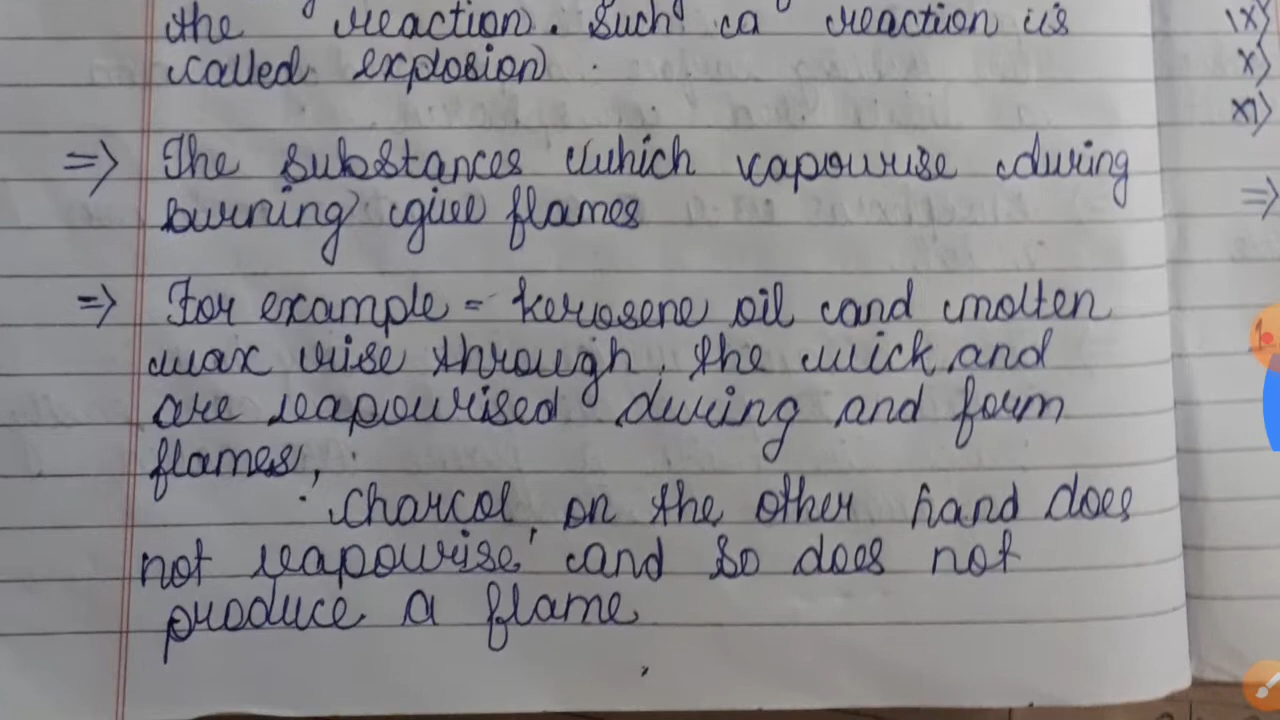 the reaction. Such a reaction is
called explosion
=> The substances which vapourise during
burning give flames
=> For example = kerosene oil and molten
wax rise through the wick and
are vapourised during and form
flames,
Charcol on the other hand does
not vapourise and so does not
produce a flame
ix)
x)
xi)
=>